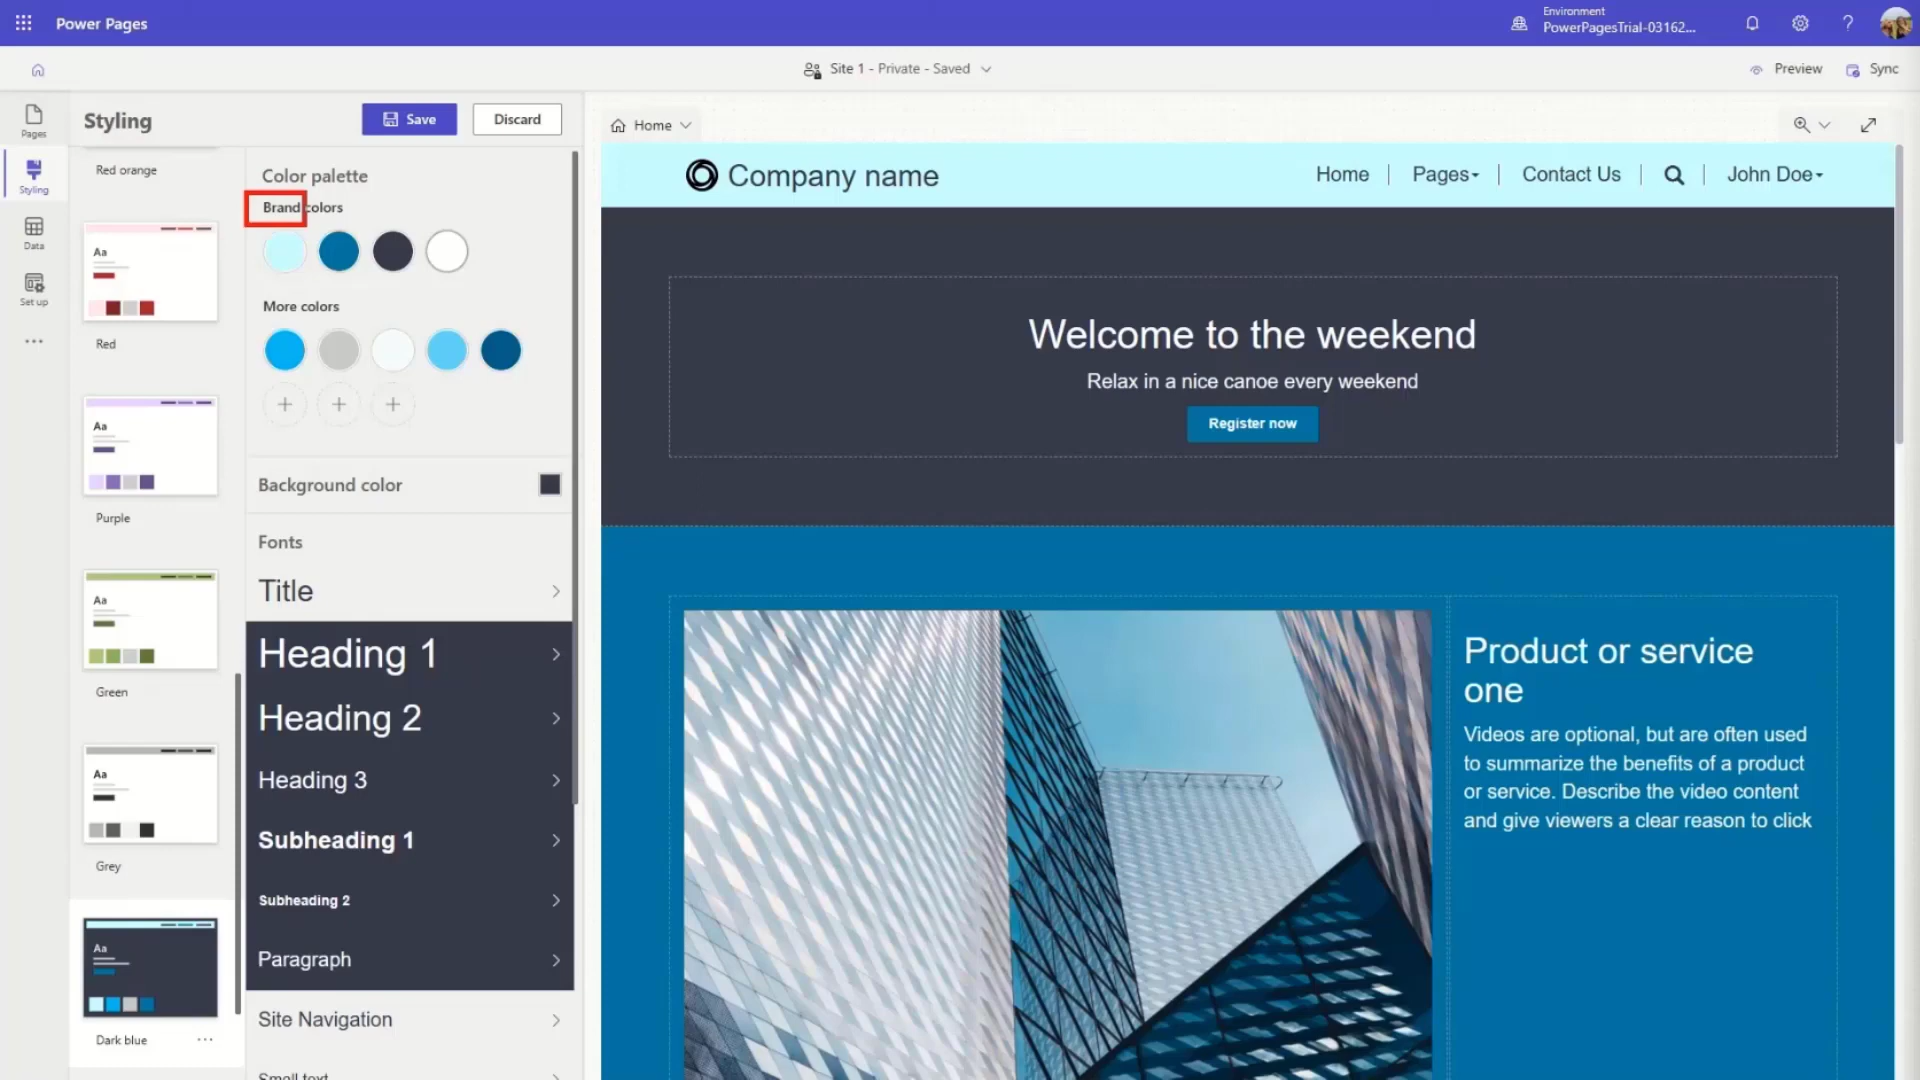 Power Pages
Environment
PowerPagesTrial-03162...
Site 1 - Private - Saved
Preview
Sync
Pages
Styling
Data
Set up
Styling
Save
Discard
Red orange
Aa
Red
Aa
Purple
Aa
Green
Aa
Grey
Aa
Dark blue
Color palette
Brand colors
More colors
Background color
Fonts
Title
Heading 1
Heading 2
Heading 3
Subheading 1
Subheading 2
Paragraph
Site Navigation
Small text
Home
Company name
Home
Pages
Contact Us
John Doe
Welcome to the weekend
Relax in a nice canoe every weekend
Register now
Product or service
one
Videos are optional, but are often used
to summarize the benefits of a product
or service. Describe the video content
and give viewers a clear reason to click